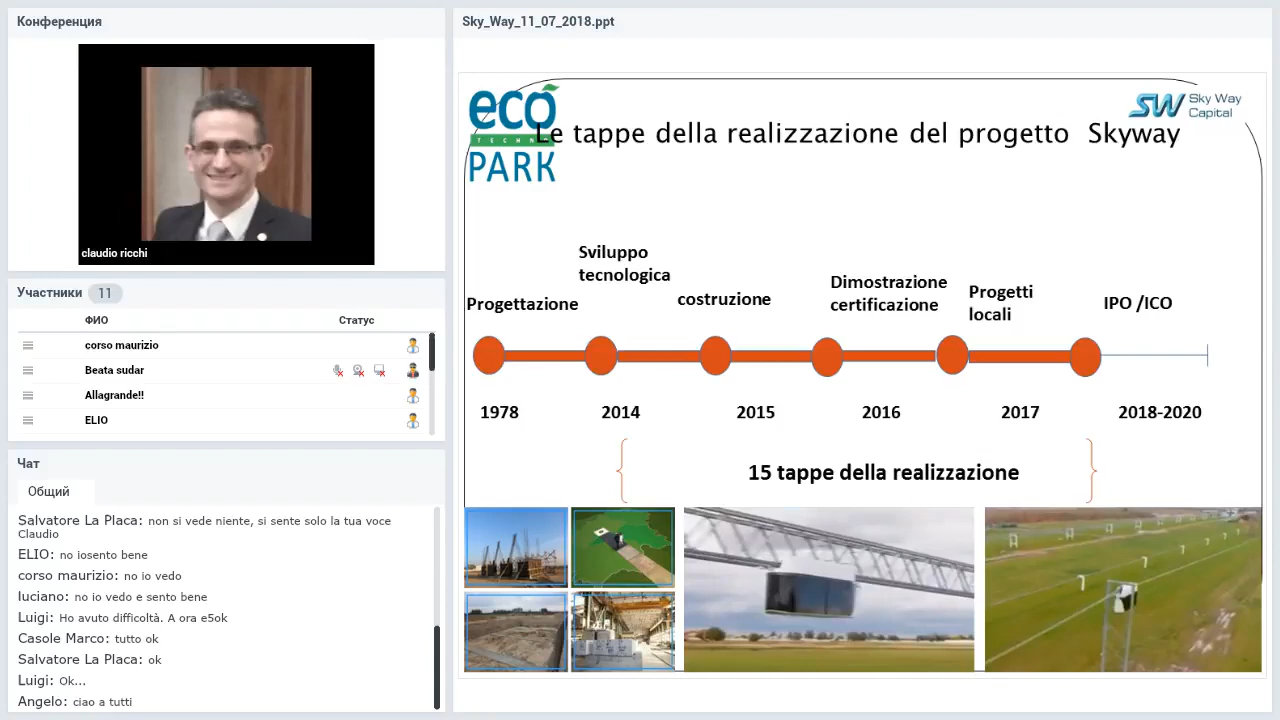 Конференция
claudio ricchi
Участники 11
ФИО Статус
corso maurizio
Beata sudar
Allagrande!!
ELIO
Чат
Общий
Salvatore La Placa: non si vede niente, si sente solo la tua voce
Claudio
ELIO: no iosento bene
corso maurizio: no io vedo
luciano: no io vedo e sento bene
Luigi: Ho avuto difficoltà. A ora e5ok
Casole Marco: tutto ok
Salvatore La Placa: ok
Luigi: Ok...
Angelo: ciao a tutti
Sky_Way_11_07_2018.ppt
eco
TECHNO
PARK
SW Sky Way
Capital
Le tappe della realizzazione del progetto Skyway
Progettazione
Sviluppo
tecnologica
costruzione
Dimostrazione
certificazione
Progetti
locali
IPO /ICO
1978 2014 2015 2016 2017 2018-2020
15 tappe della realizzazione